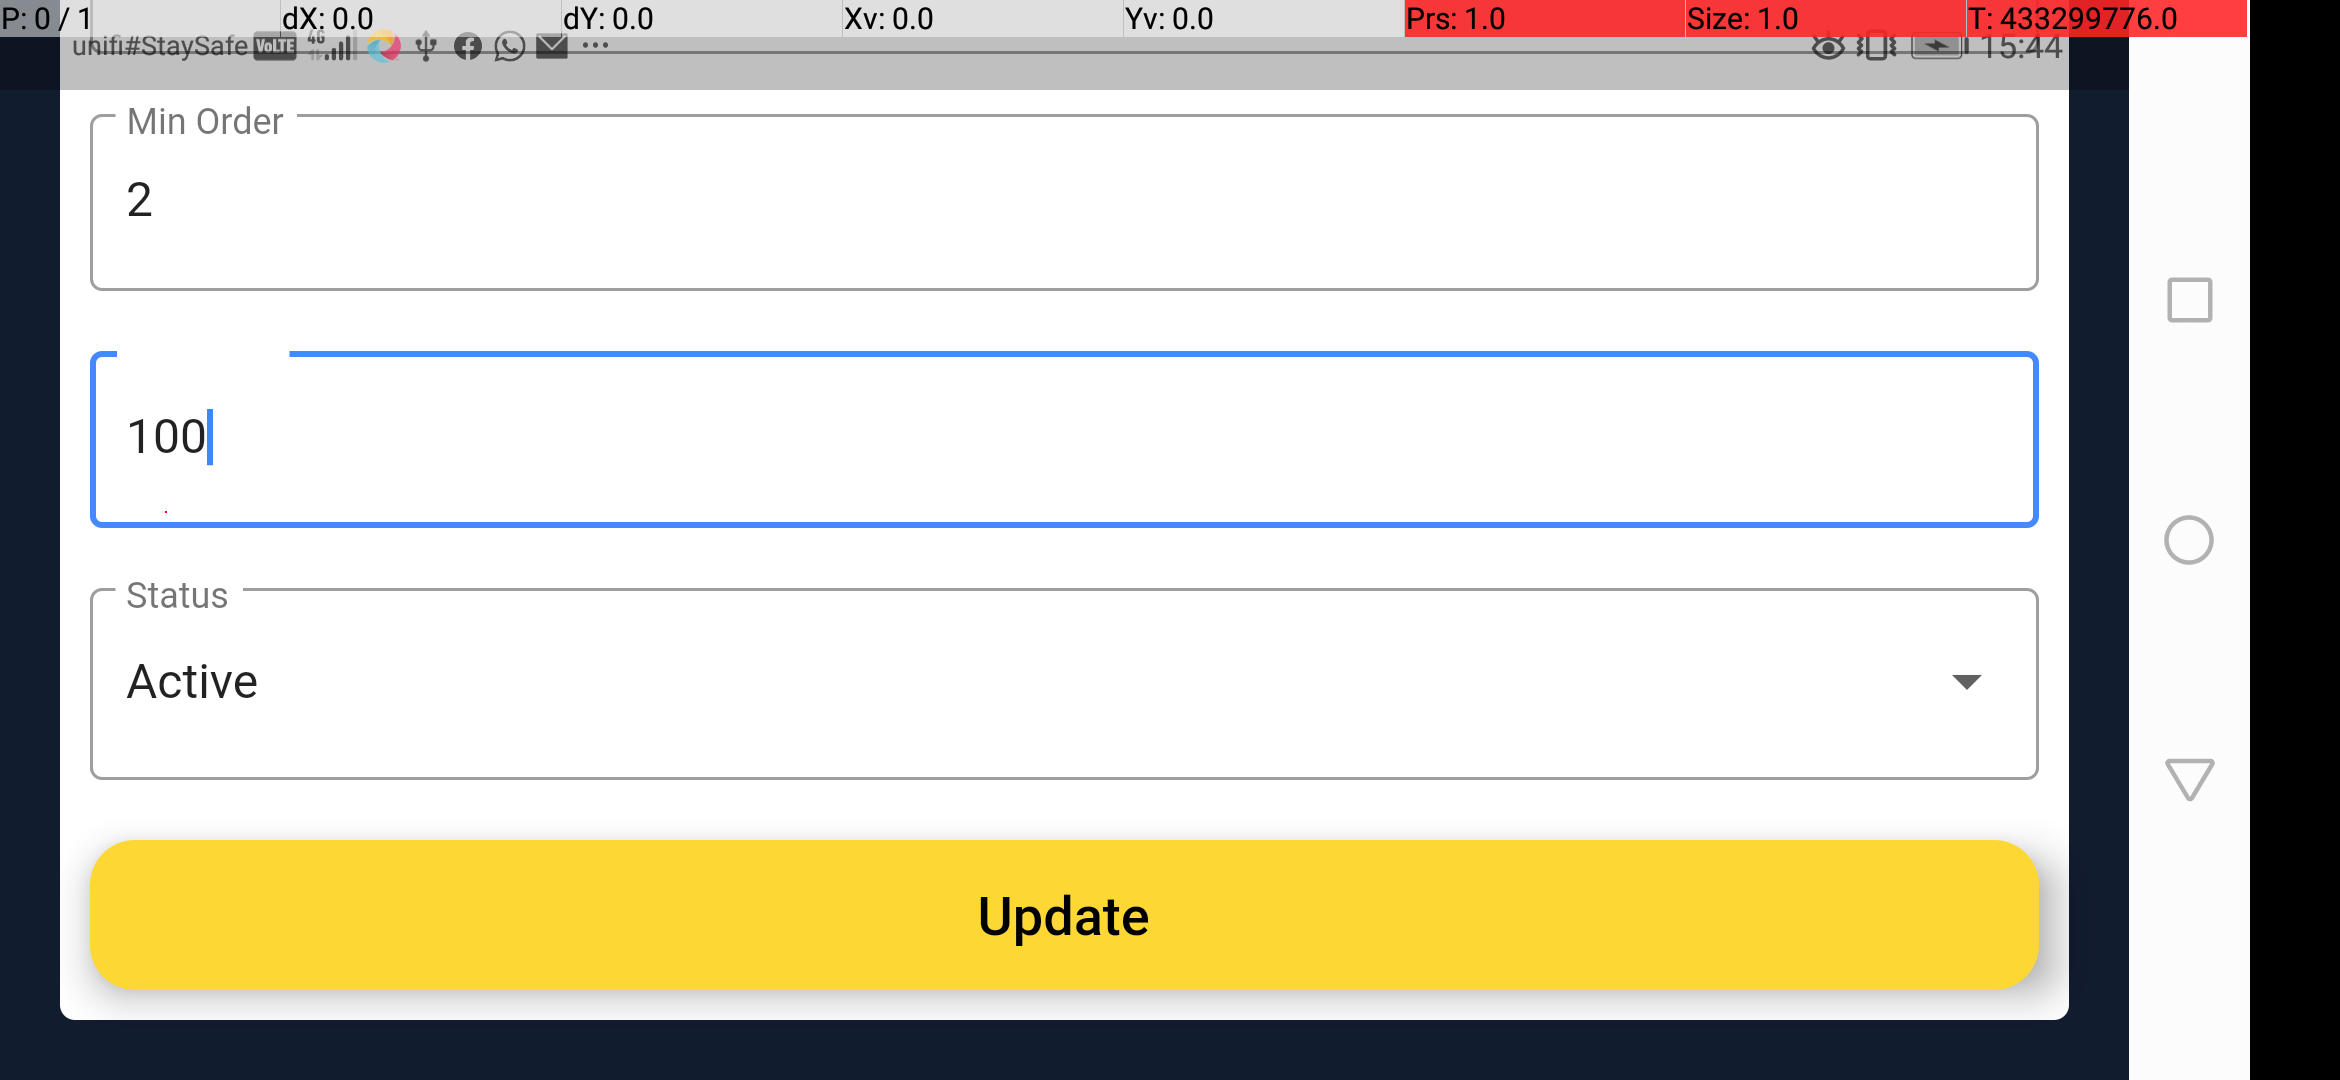 P: 0 / 1 dX: 0.0 dY: 0.0 Xv: 0.0 Yv: 0.0 Prs: 1.0 Size: 1.0 T: 433299776.0
unifi#StaySafe VoLTE 4G 15:44
Min Order
2
100
Status
Active
Update